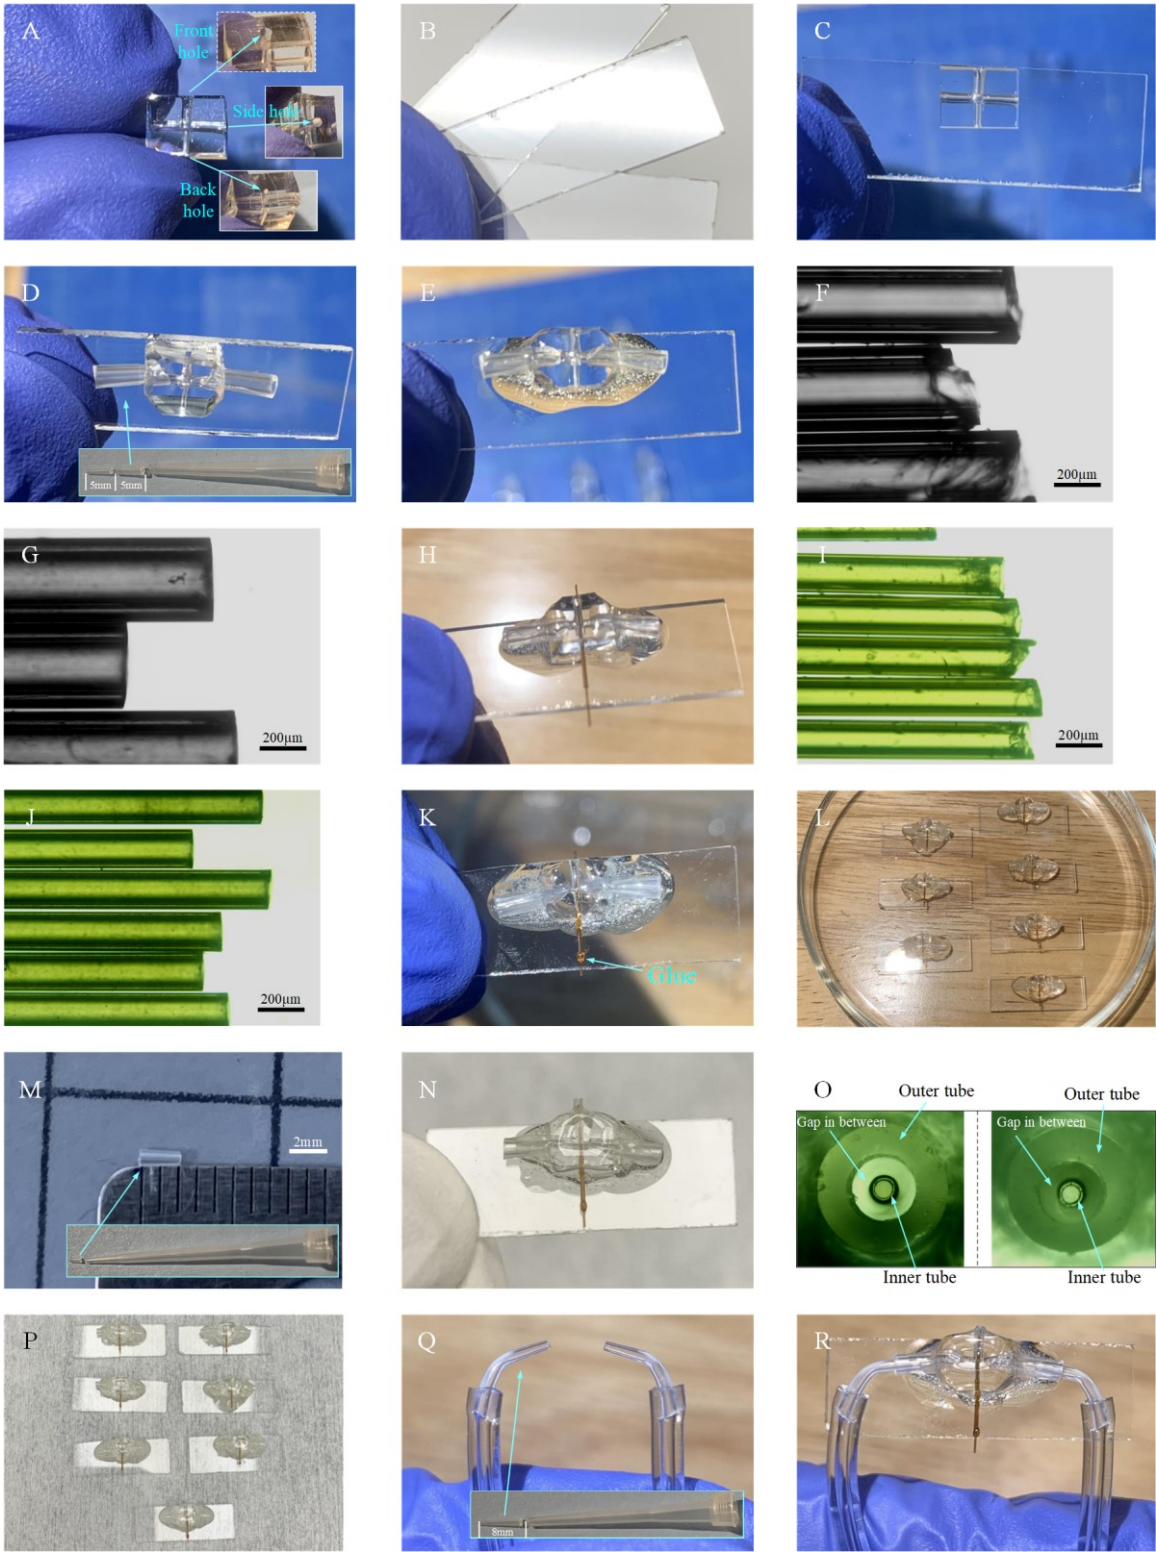 A
Front
hole
Side hole
Back
hole
B
C
D
5mm
5mm
E
F
200μm
G
200μm
H
I
200μm
J
200μm
K
Glue
L
M
2mm
N
O
Outer tube
Outer tube
Gap in between
Gap in between
Inner tube
Inner tube
P
Q
8mm
R